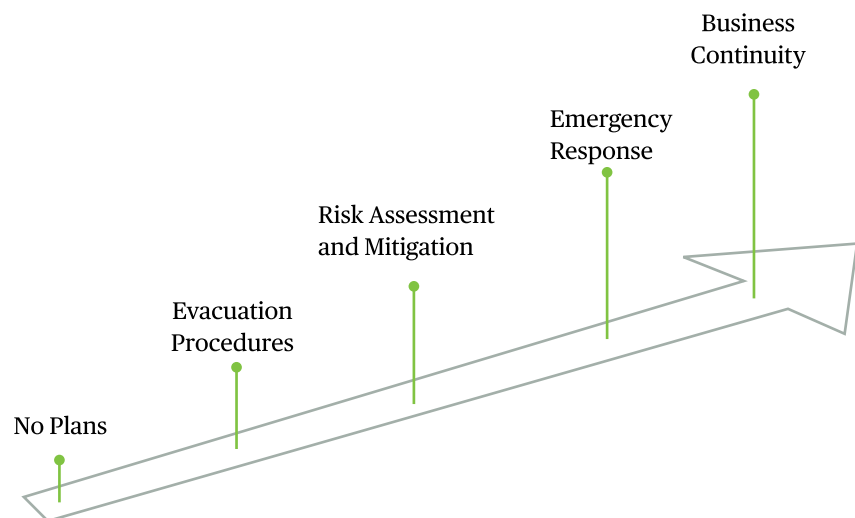 Business
Continuity
Emergency
Response
Risk Assessment
and Mitigation
Evacuation
Procedures
No Plans